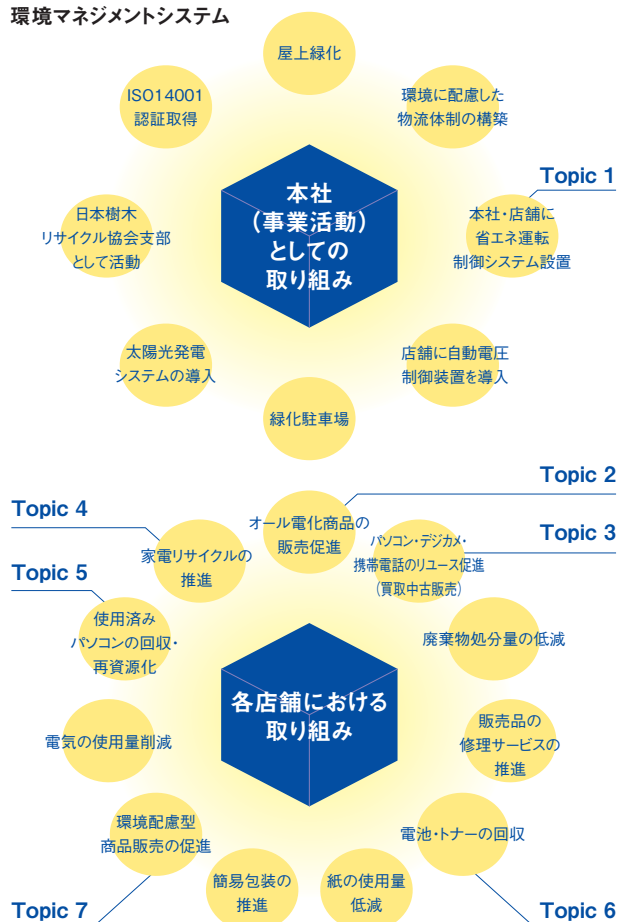 環境マネジメントシステム
屋上緑化
ISO14001
認証取得
環境に配慮した
物流体制の構築
Topic 1
本社
（事業活動）
としての
取り組み
日本樹木
リサイクル協会支部
として活動
本社・店舗に
省エネ運転
制御システム設置
太陽光発電
システムの導入
店舗に自動電圧
制御装置を導入
緑化駐車場
Topic 2
Topic 4
オール電化商品の
販売促進
Topic 3
家電リサイクルの
推進
パソコン・デジカメ・
携帯電話のリユース促進
(買取中古販売)
Topic 5
使用済み
パソコンの回収・
再資源化
廃棄物処分量の低減
各店舗における
取り組み
電気の使用量削減
販売品の
修理サービスの
推進
環境配慮型
商品販売の促進
電池・トナーの回収
簡易包装の
推進
紙の使用量
低減
Topic 7
Topic 6